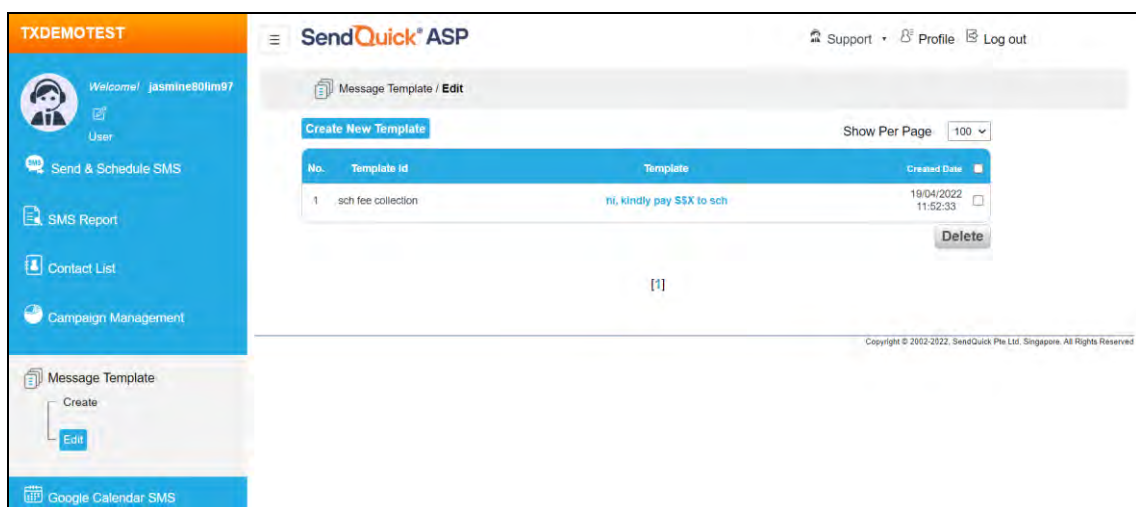 TXDEMOTEST
SendQuick® ASP
Support
Profile
Log out
Welcome! jasmine80lim97
User
Message Template / Edit
Send & Schedule SMS
SMS Report
Contact List
Campaign Management
Message Template
Create
Edit
Google Calendar SMS
Create New Template
Show Per Page 100
No. Template Id Template Created Date
1 sch fee collection hi, kindly pay S$X to sch 19/04/2022
11:52:33
Delete
[1]
Copyright © 2002-2022, SendQuick Pte Ltd, Singapore. All Rights Reserved